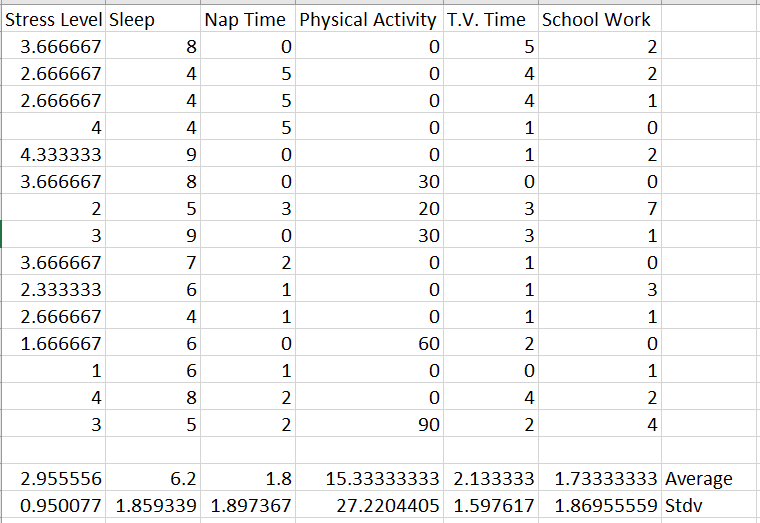 Stress Level Sleep Nap Time Physical Activity T.V. Time School Work
3.666667 8 0 0 5 2
2.666667 4 5 0 4 2
2.666667 4 5 0 4 1
4 4 5 0 1 0
4.333333 9 0 0 1 2
3.666667 8 0 30 0 0
2 5 3 20 3 7
3 9 0 30 3 1
3.666667 7 2 0 1 0
2.333333 6 1 0 1 3
2.666667 4 1 0 1 1
1.666667 6 0 60 2 0
1 6 1 0 0 1
4 8 2 0 4 2
3 5 2 90 2 4
2.955556 6.2 1.8 15.33333333 2.133333 1.73333333 Average
0.950077 1.859339 1.897367 27.2204405 1.597617 1.86955559 Stdv